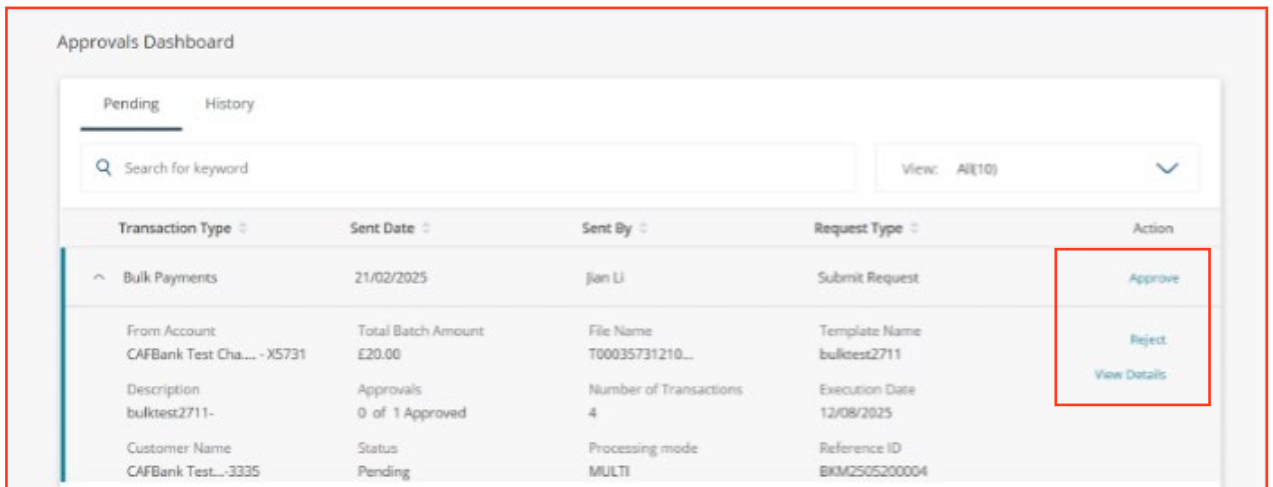 Approvals Dashboard
Pending History
Search for keyword View: All(10)
Transaction Type Sent Date Sent By Request Type Action
Bulk Payments 21/02/2025 Jian Li Submit Request Approve
From Account Total Batch Amount File Name Template Name
Reject
CAFBank Test Cha.... - X5731 £20.00 T00035731210... bulktest2711
View Details
Description Approvals Number of Transactions Execution Date
bulktest2711- 0 of 1 Approved 4 12/08/2025
Customer Name Status Processing mode Reference ID
CAFBank Test...-3335 Pending MULTI BKM2505200004